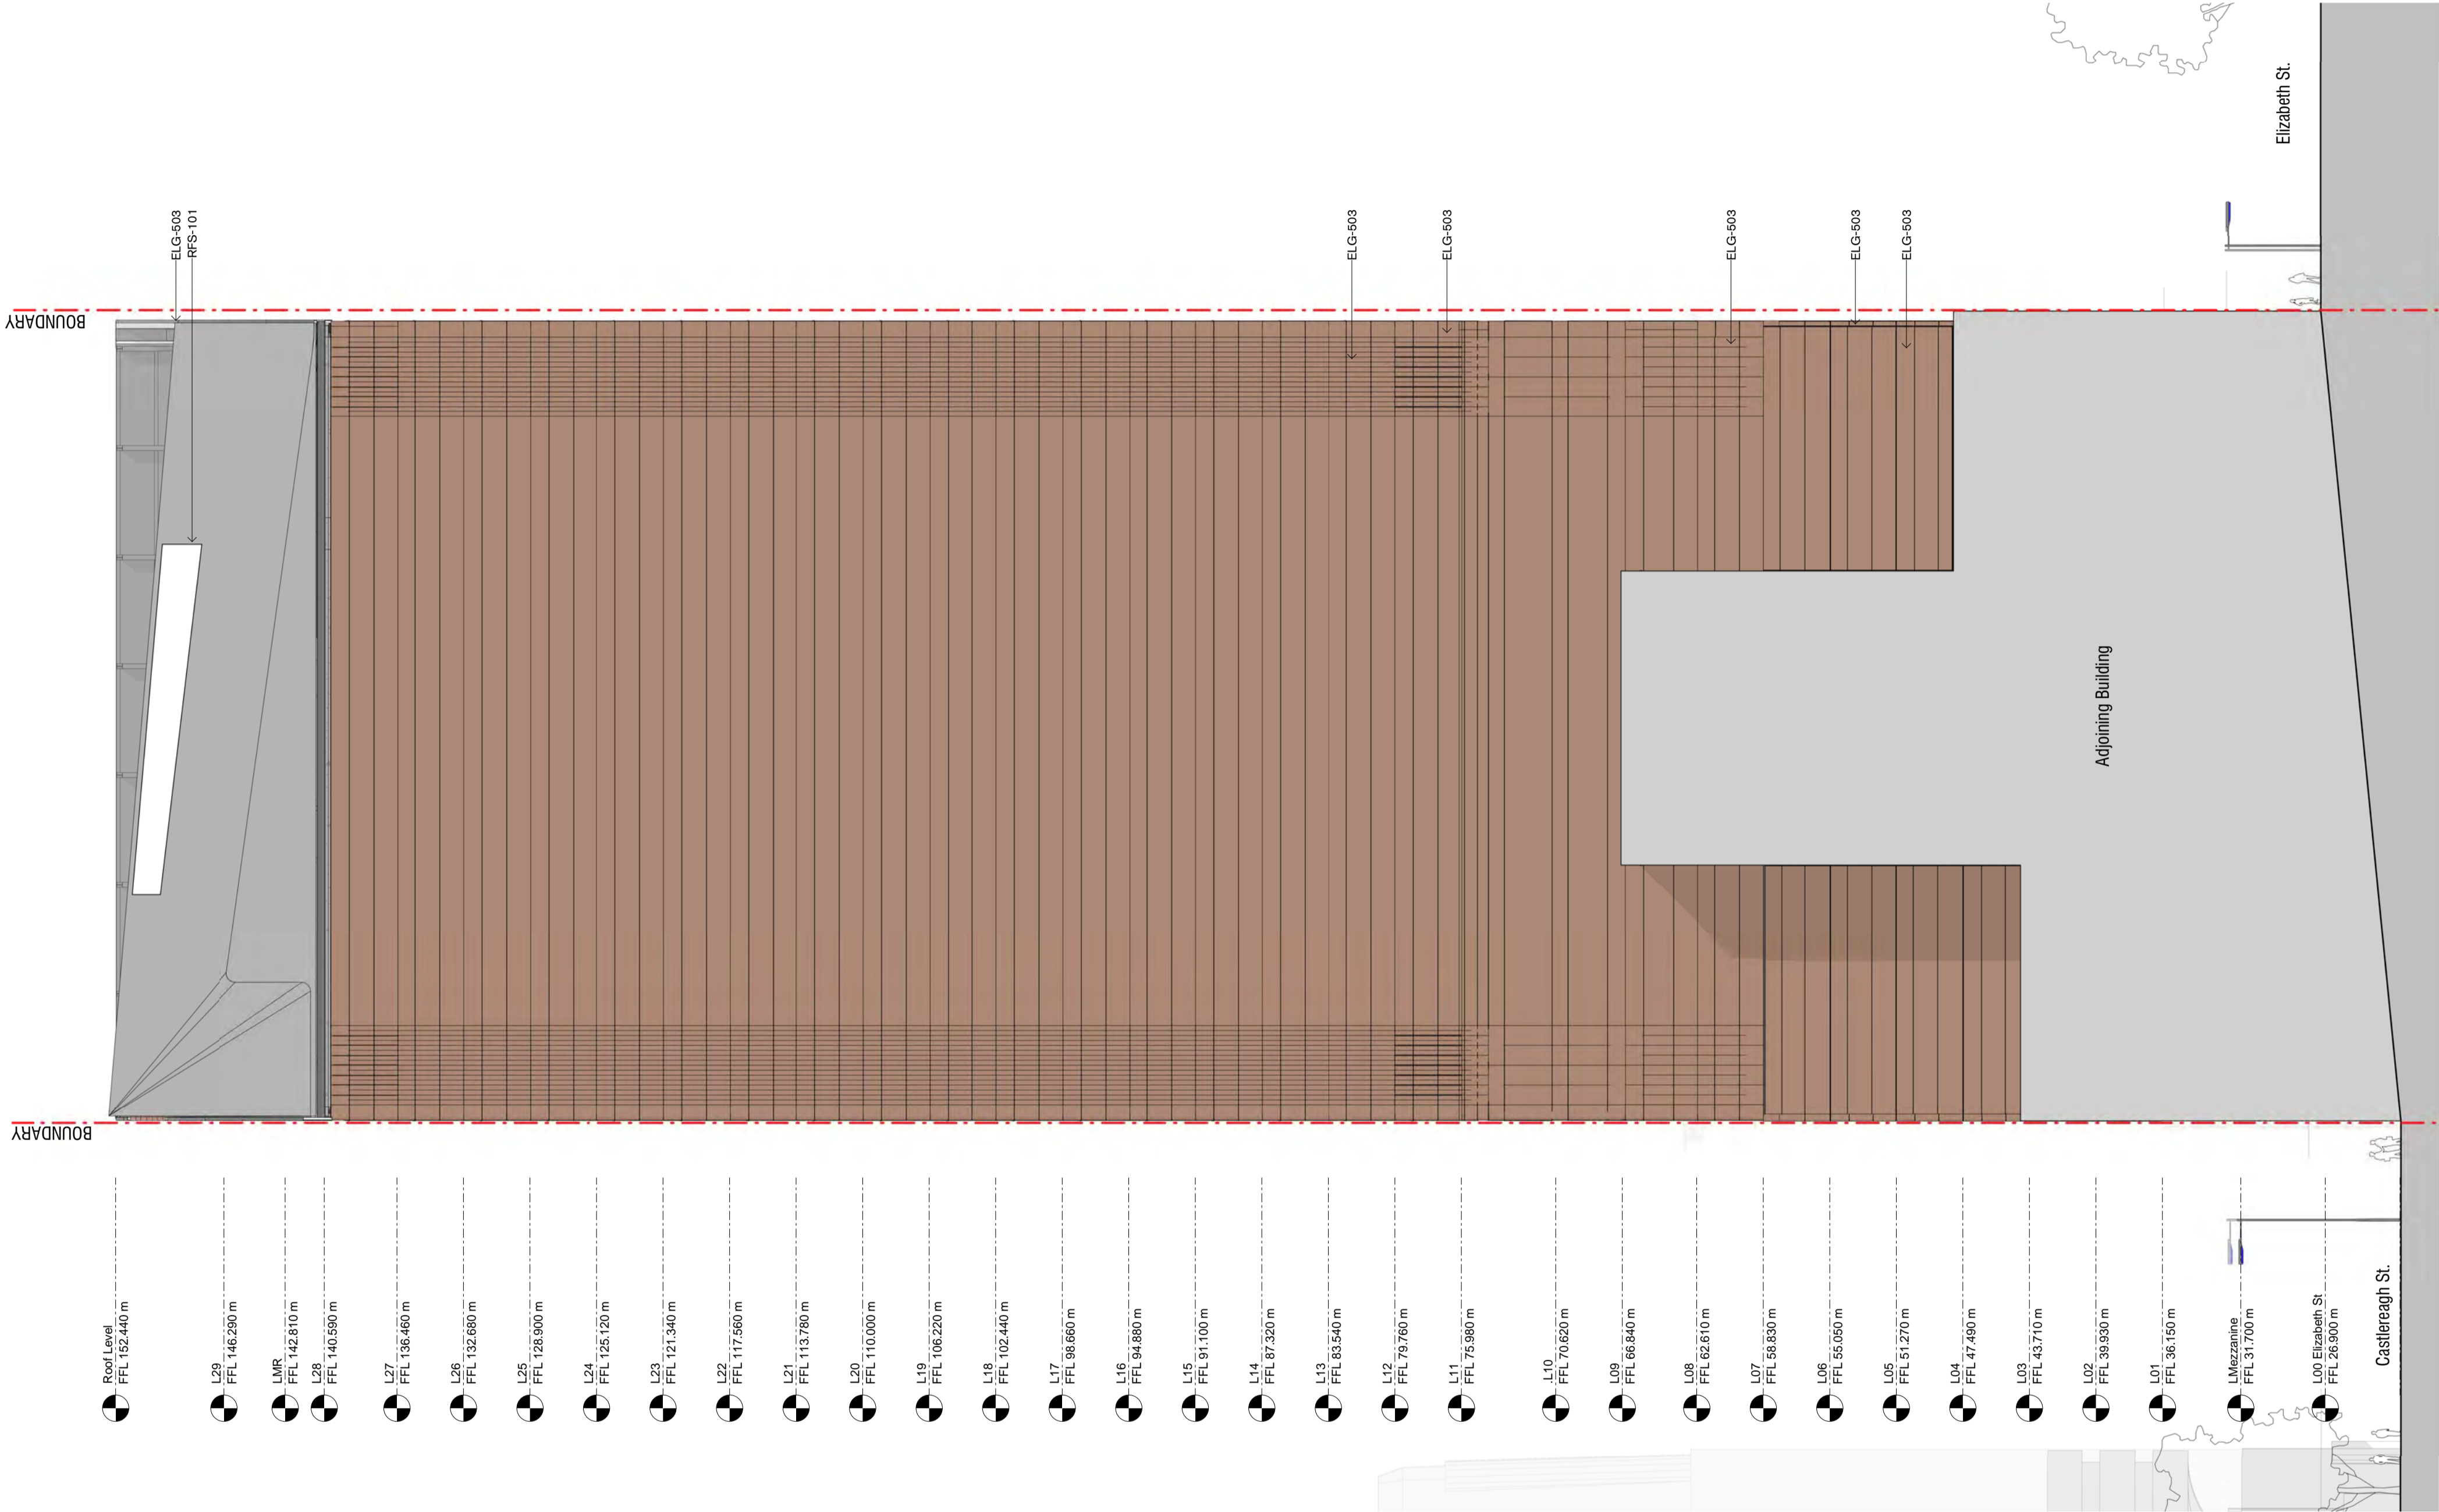 BOUNDARY
BOUNDARY
ELG-503
RFS-101
ELG-503
ELG-503
ELG-503
ELG-503
ELG-503
Elizabeth St.
Adjoining Building
Castlereagh St.
Roof Level
FFL 152.440 m
L29
FFL 146.290 m
LMR
FFL 142.810 m
L28
FFL 140.590 m
L27
FFL 136.460 m
L26
FFL 132.680 m
L25
FFL 128.900 m
L24
FFL 125.120 m
L23
FFL 121.340 m
L22
FFL 117.560 m
L21
FFL 113.780 m
L20
FFL 110.000 m
L19
FFL 106.220 m
L18
FFL 102.440 m
L17
FFL 98.660 m
L16
FFL 94.880 m
L15
FFL 91.100 m
L14
FFL 87.320 m
L13
FFL 83.540 m
L12
FFL 79.760 m
L11
FFL 75.980 m
.L10
FFL 70.620 m
L09
FFL 66.840 m
L08
FFL 62.610 m
L07
FFL 58.830 m
L06
FFL 55.050 m
L05
FFL 51.270 m
L04
FFL 47.490 m
L03
FFL 43.710 m
L02
FFL 39.930 m
L01
FFL 36.150 m
LMezzanine
FFL 31.700 m
L00 Elizabeth St
FFL 26.900 m